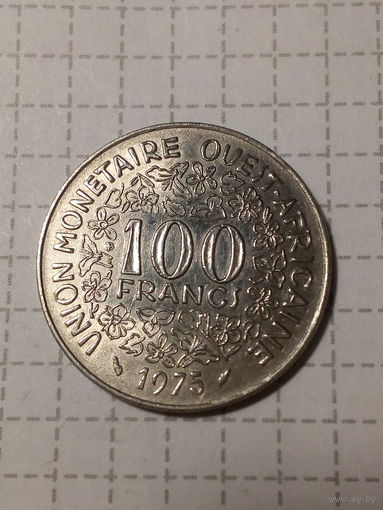 UNION MONETAIRE OUEST-AFRICAINE
100
FRANCS
1975
www.ay.by